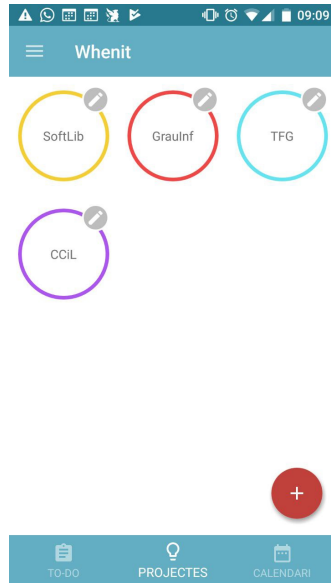 09:09
Whenit
SoftLib GrauInf TFG
CCiL
+
TO-DO PROJECTES CALENDARI